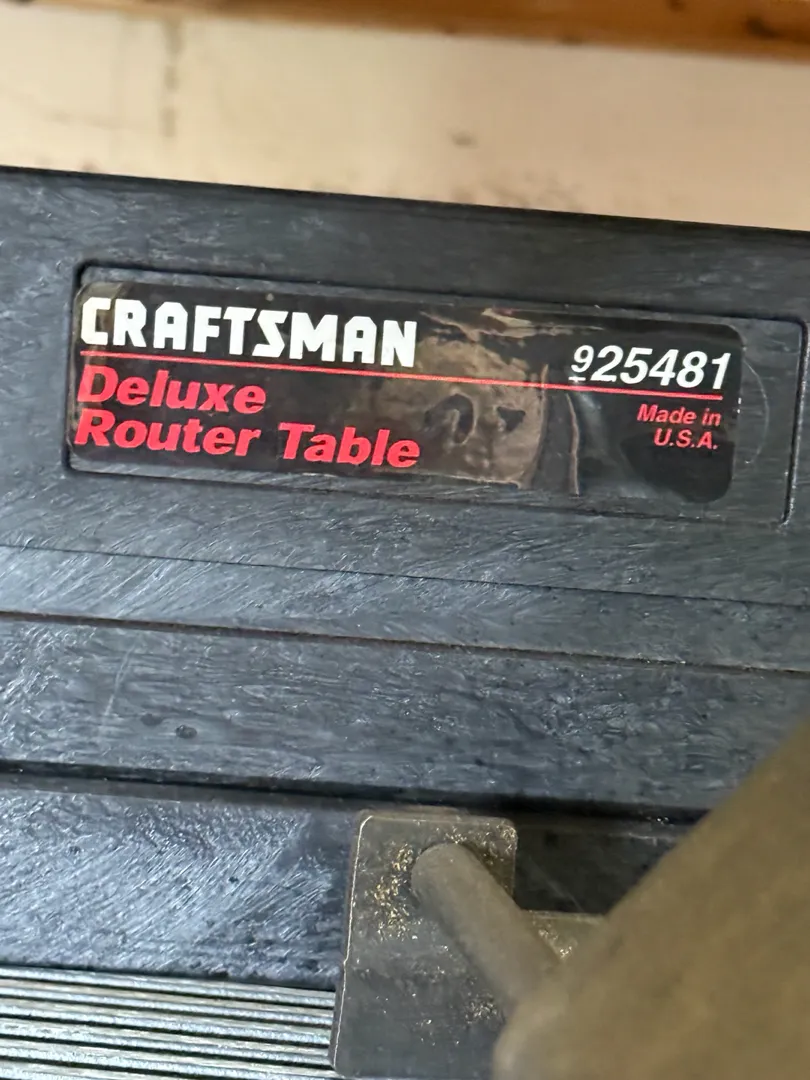 CRAFTSMAN
925481
Deluxe
Router Table
Made in
U.S.A.